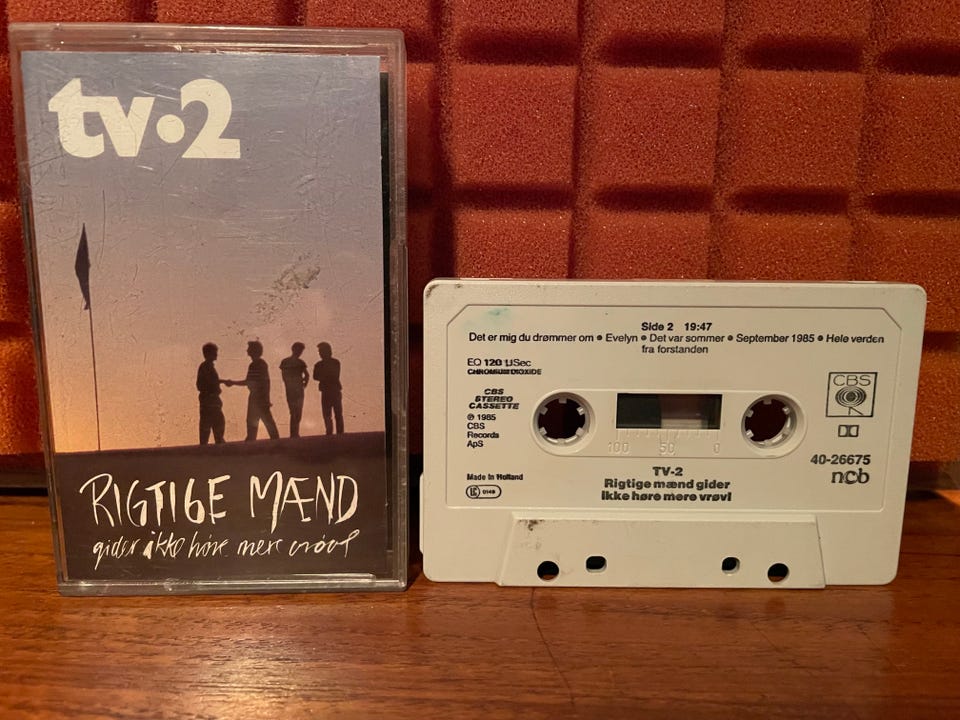 tv·2
RIGTIGE MÆND
gider ikke høre mere vrøvl
Side 2 19:47
Det er mig du drømmer om • Evelyn • Det var sommer • September 1985 • Hele verden
fra forstanden
EQ 120 µSec
CHROMIUMDIOXIDE
CBS
STEREO
CASSETTE
℗ 1985
CBS
Records
ApS
CBS
100 50 0
40-26675
ncb
Made in Holland
LC 0149
TV-2
Rigtige mænd gider
ikke høre mere vrøvl